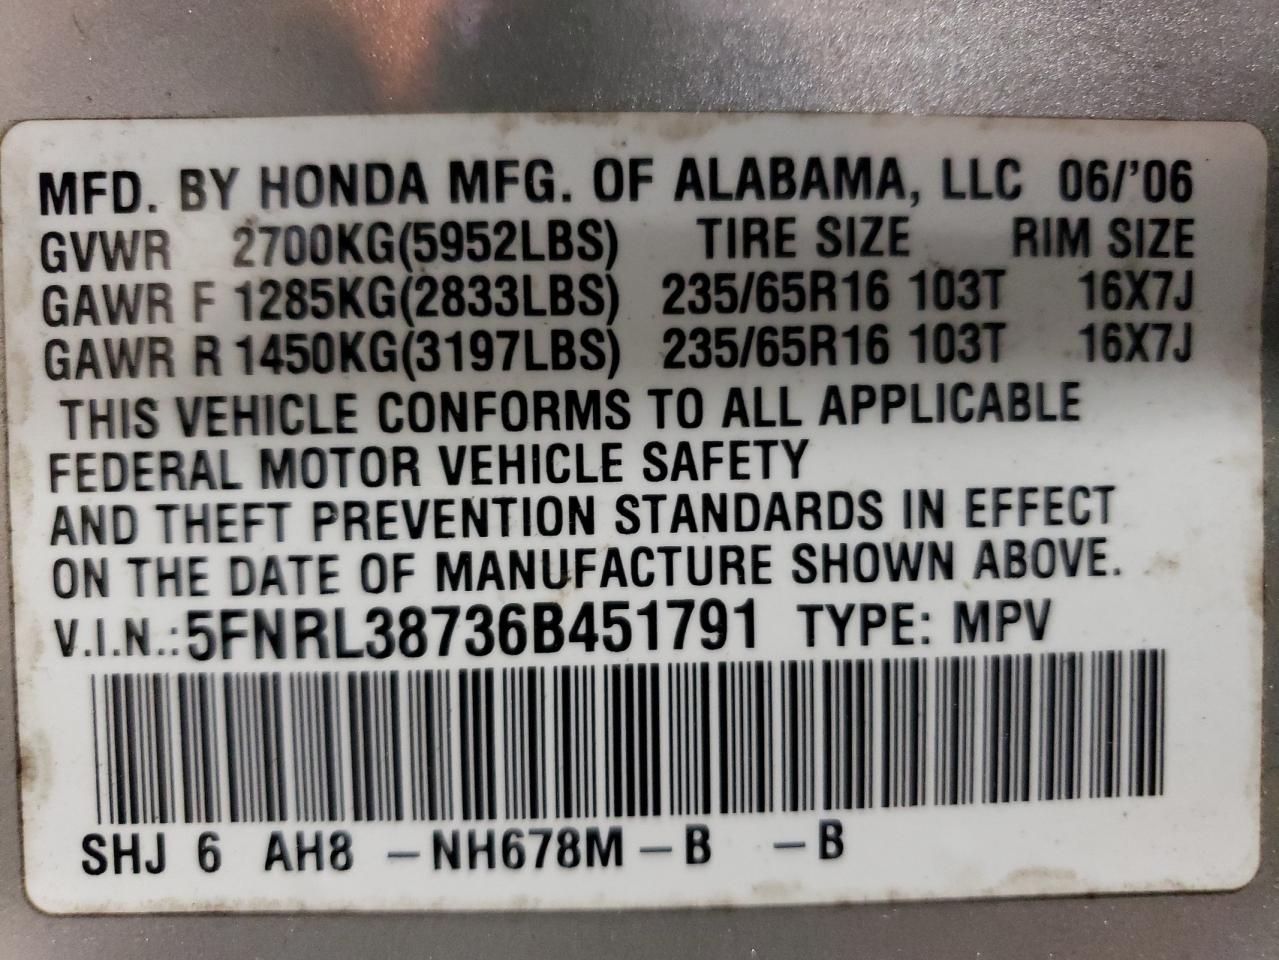 MFD. BY HONDA MFG. OF ALABAMA, LLC 06/'06
GVWR 2700KG(5952LBS) TIRE SIZE RIM SIZE
GAWR F 1285KG(2833LBS) 235/65R16 103T 16X7J
GAWR R 1450KG(3197LBS) 235/65R16 103T 16X7J
THIS VEHICLE CONFORMS TO ALL APPLICABLE
FEDERAL MOTOR VEHICLE SAFETY
AND THEFT PREVENTION STANDARDS IN EFFECT
ON THE DATE OF MANUFACTURE SHOWN ABOVE.
V.I.N.:5FNRL38736B451791 TYPE: MPV
SHJ 6 AH8 –NH678M – B – B